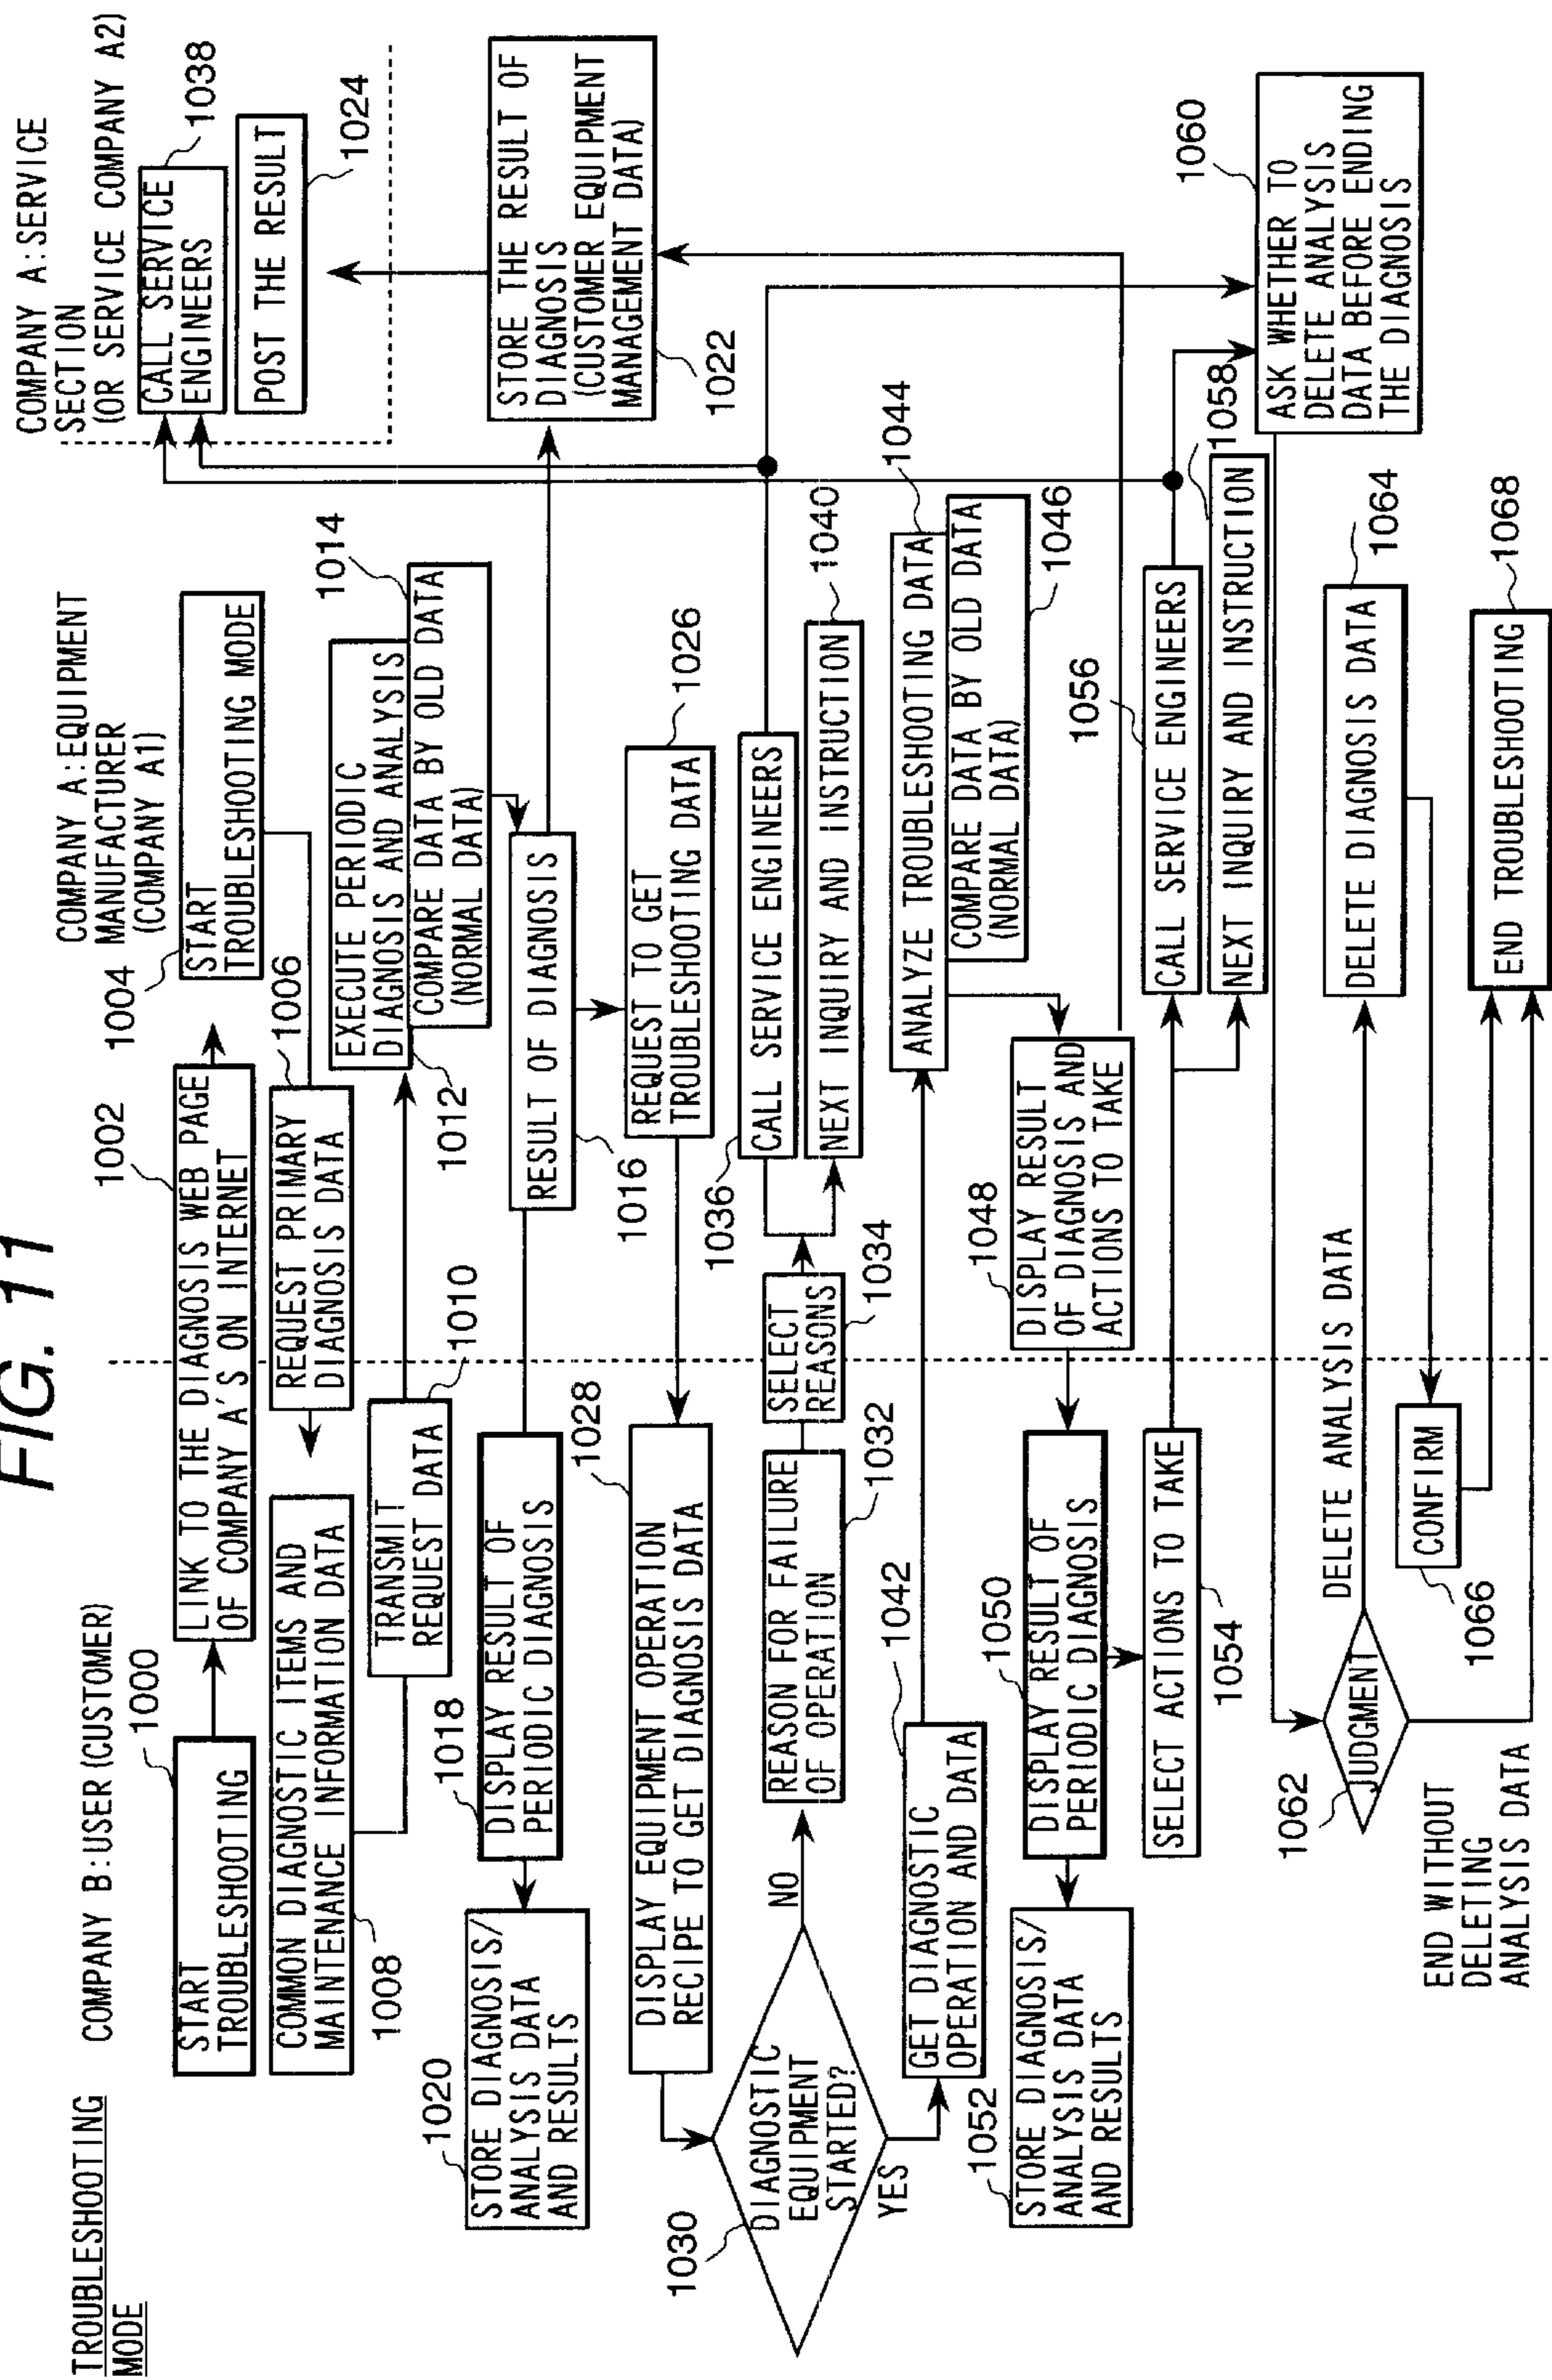 FIG. 11
TROUBLESHOOTING
MODE
COMPANY B:USER (CUSTOMER)
COMPANY A:EQUIPMENT
MANUFACTURER
(COMPANY A1)
COMPANY A:SERVICE
SECTION
(OR SERVICE COMPANY A2)
1000
START
TROUBLESHOOTING
1002
LINK TO THE DIAGNOSIS WEB PAGE
OF COMPANY A'S ON INTERNET
1004
START
TROUBLESHOOTING MODE
1006
REQUEST PRIMARY
DIAGNOSIS DATA
COMMON DIAGNOSTIC ITEMS AND
MAINTENANCE INFORMATION DATA
1008
TRANSMIT
REQUEST DATA
1010
EXECUTE PERIODIC
DIAGNOSIS AND ANALYSIS
1012
1014
COMPARE DATA BY OLD DATA
(NORMAL DATA)
RESULT OF DIAGNOSIS
1016
1018
DISPLAY RESULT OF
PERIODIC DIAGNOSIS
1020
STORE DIAGNOSIS/
ANALYSIS DATA
AND RESULTS
STORE THE RESULT OF
DIAGNOSIS
(CUSTOMER EQUIPMENT
MANAGEMENT DATA)
1022
CALL SERVICE
ENGINEERS
1038
POST THE RESULT
1024
REQUEST TO GET
TROUBLESHOOTING DATA
1026
1028
DISPLAY EQUIPMENT OPERATION
RECIPE TO GET DIAGNOSIS DATA
1030
DIAGNOSTIC
EQUIPMENT
STARTED?
NO
YES
REASON FOR FAILURE
OF OPERATION
1032
SELECT
REASONS
1034
1036
CALL SERVICE ENGINEERS
NEXT INQUIRY AND INSTRUCTION
1040
1042
GET DIAGNOSTIC
OPERATION AND DATA
ANALYZE TROUBLESHOOTING DATA
1044
COMPARE DATA BY OLD DATA
(NORMAL DATA)
1046
1048
DISPLAY RESULT
OF DIAGNOSIS AND
ACTIONS TO TAKE
1050
DISPLAY RESULT OF
PERIODIC DIAGNOSIS
1052
STORE DIAGNOSIS/
ANALYSIS DATA
AND RESULTS
SELECT ACTIONS TO TAKE
1054
1056
CALL SERVICE ENGINEERS
1058
NEXT INQUIRY AND INSTRUCTION
1060
ASK WHETHER TO
DELETE ANALYSIS
DATA BEFORE ENDING
THE DIAGNOSIS
1062
JUDGMENT
DELETE ANALYSIS DATA
DELETE DIAGNOSIS DATA
1064
CONFIRM
1066
END WITHOUT
DELETING
ANALYSIS DATA
END TROUBLESHOOTING
1068